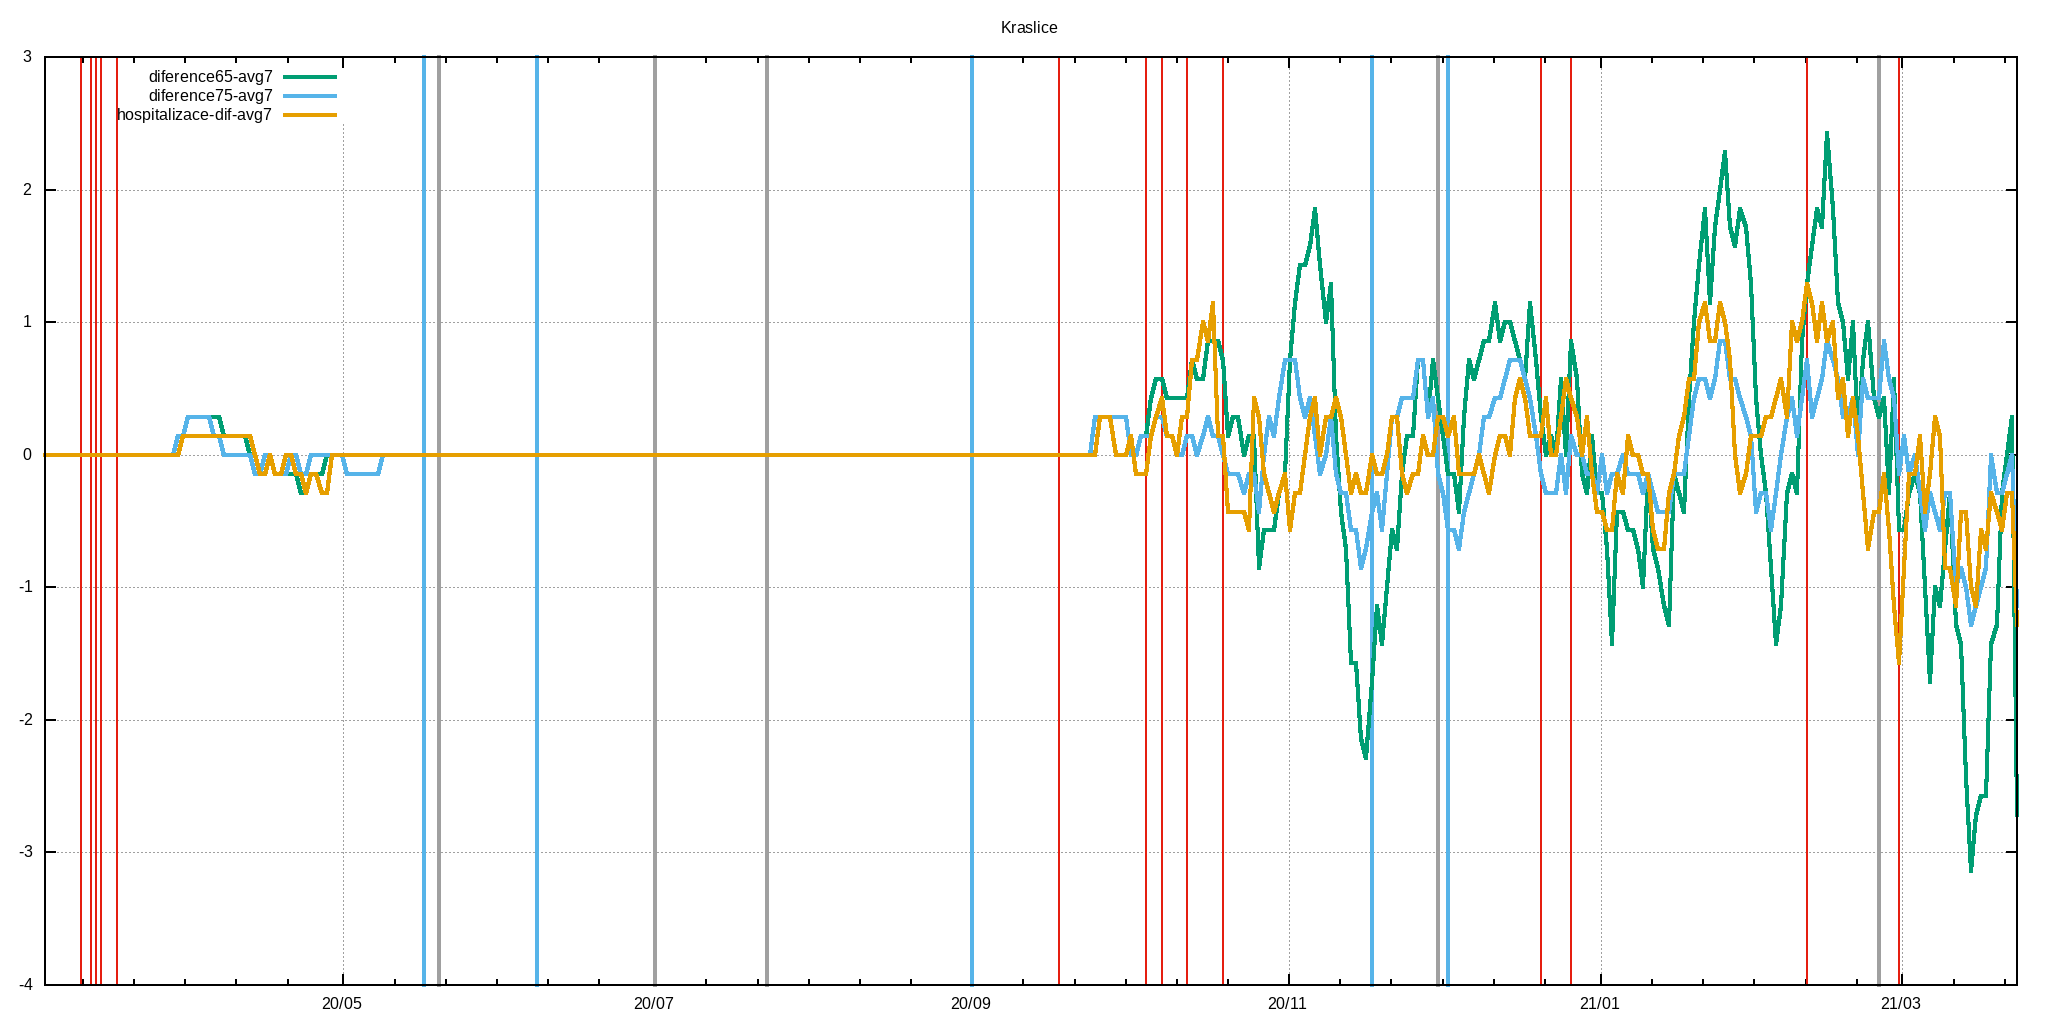 Kraslice
diference65-avg7
diference75-avg7
hospitalizace-dif-avg7
3
2
1
0
-1
-2
-3
-4
20/05 20/07 20/09 20/11 21/01 21/03